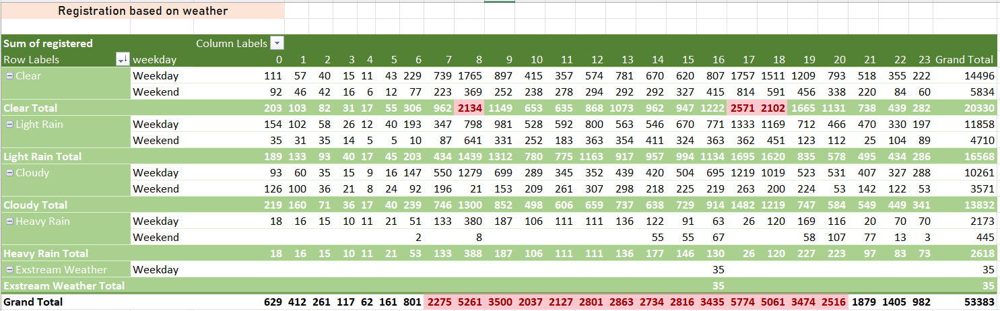 Registration based on weather
Sum of registered Column Labels
Row Labels weekday 0 1 2 3 4 5 6 7 8 9 10 11 12 13 14 15 16 17 18 19 20 21 22 23 Grand Total
Clear Weekday 111 57 40 15 11 43 229 739 1765 897 415 357 574 781 670 620 807 1757 1511 1209 793 518 355 222 14496
Weekend 92 46 42 16 6 12 77 223 369 252 238 278 294 292 292 327 415 814 591 456 338 220 84 60 5834
Clear Total 203 103 82 31 17 55 306 962 2134 1149 653 635 868 1073 962 947 1222 2571 2102 1665 1131 738 439 282 20330
Light Rain Weekday 154 102 58 26 12 40 193 347 798 981 528 592 800 563 546 670 771 1333 1169 712 466 470 330 197 11858
Weekend 35 31 35 14 5 5 10 87 641 331 252 183 363 354 411 324 363 362 451 123 112 25 104 89 4710
Light Rain Total 189 133 93 40 17 45 203 434 1439 1312 780 775 1163 917 957 994 1134 1695 1620 835 578 495 434 286 16568
Cloudy Weekday 93 60 35 15 9 16 147 550 1279 699 289 345 352 439 420 504 695 1219 1019 523 531 407 327 288 10261
Weekend 126 100 36 21 8 24 92 196 21 153 209 261 307 298 218 225 219 263 200 224 53 142 122 53 3571
Cloudy Total 219 160 71 36 17 40 239 746 1300 852 498 606 659 737 638 729 914 1482 1219 747 584 549 449 341 13832
Heavy Rain Weekday 18 16 15 10 11 21 51 133 380 187 106 111 111 136 122 91 63 26 120 169 116 20 70 70 2173
Weekend 2 8 55 55 67 58 107 77 13 3 445
Heavy Rain Total 18 16 15 10 11 21 53 133 388 187 106 111 111 136 177 146 130 26 120 227 223 97 83 73 2618
Exstream Weather Weekday 35 35
Exstream Weather Total 35 35
Grand Total 629 412 261 117 62 161 801 2275 5261 3500 2037 2127 2801 2863 2734 2816 3435 5774 5061 3474 2516 1879 1405 982 53383